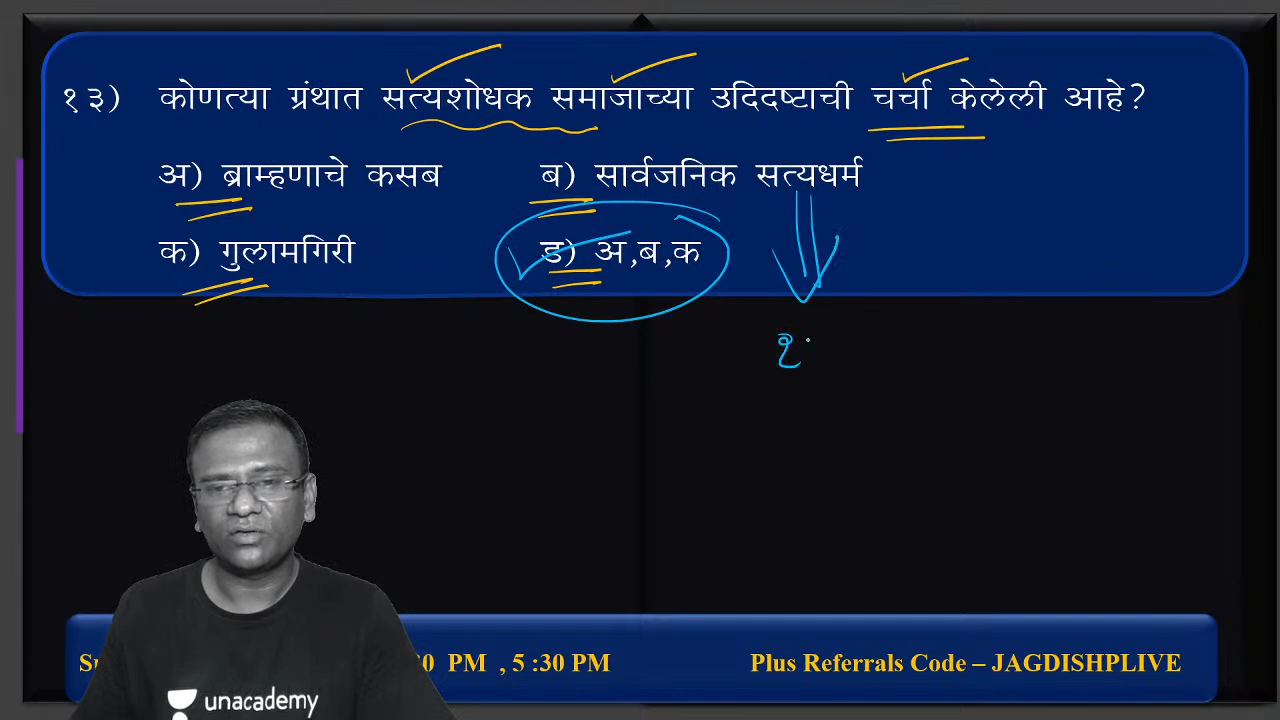 १३) कोणत्या ग्रंथात सत्यशोधक समाजाच्या उदिदष्टाची चर्चा केलेली आहे?
अ) ब्राम्हणाचे कसब ब) सार्वजनिक सत्यधर्म
क) गुलामगिरी ड) अ,ब,क
१
PM , 5 :30 PM Plus Referrals Code – JAGDISHPLIVE
unacademy